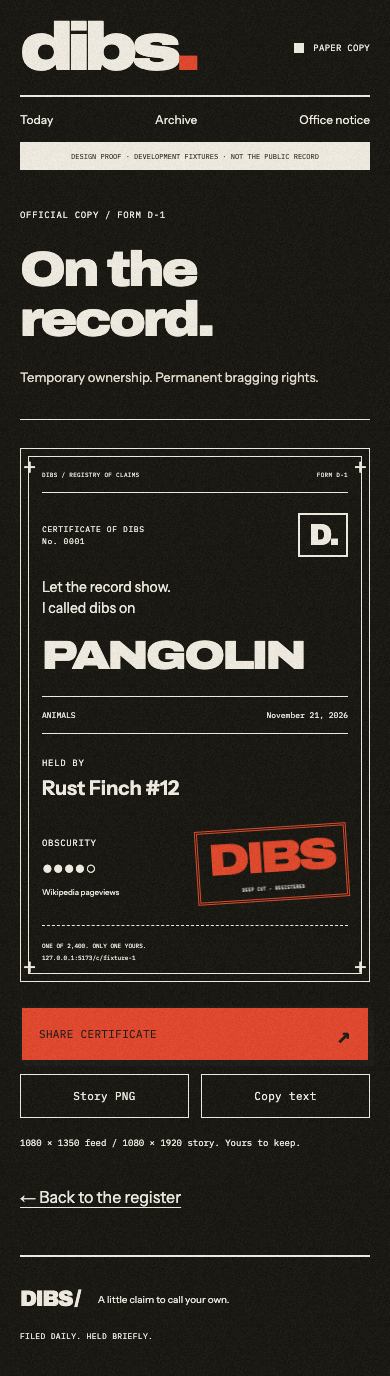 dibs.
PAPER COPY
Today
Archive
Office notice
DESIGN PROOF · DEVELOPMENT FIXTURES · NOT THE PUBLIC RECORD
OFFICIAL COPY / FORM D-1
On the
record.
Temporary ownership. Permanent bragging rights.
DIBS / REGISTRY OF CLAIMS
FORM D-1
CERTIFICATE OF DIBS
No. 0001
D.
Let the record show.
I called dibs on
PANGOLIN
ANIMALS
November 21, 2026
HELD BY
Rust Finch #12
OBSCURITY
Wikipedia pageviews
DIBS
DEEP CUT · REGISTERED
ONE OF 2,400. ONLY ONE YOURS.
127.0.0.1:5173/c/fixture-1
SHARE CERTIFICATE ↗
Story PNG
Copy text
1080 × 1350 feed / 1080 × 1920 story. Yours to keep.
← Back to the register
DIBS/
A little claim to call your own.
FILED DAILY. HELD BRIEFLY.